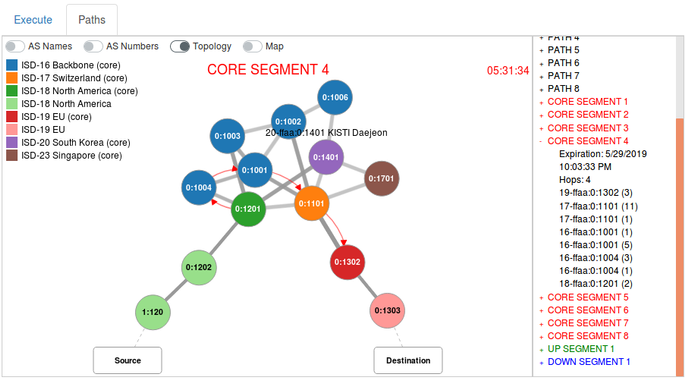 Execute
Paths
AS Names
AS Numbers
Topology
Map
ISD-16 Backbone (core)
ISD-17 Switzerland (core)
ISD-18 North America (core)
ISD-18 North America
ISD-19 EU (core)
ISD-19 EU
ISD-20 South Korea (core)
ISD-23 Singapore (core)
CORE SEGMENT 4
05:31:34
0:1006
0:1002
20-ffaa:0:1401 KISTI Daejeon
0:1003
0:1401
0:1001
0:1701
0:1004
0:1201
0:1101
0:1202
0:1302
1:120
0:1303
Source
Destination
+ PATH 4
+ PATH 5
+ PATH 6
+ PATH 7
+ PATH 8
+ CORE SEGMENT 1
+ CORE SEGMENT 2
+ CORE SEGMENT 3
- CORE SEGMENT 4
Expiration: 5/29/2019
10:03:33 PM
Hops: 4
19-ffaa:0:1302 (3)
17-ffaa:0:1101 (11)
17-ffaa:0:1101 (1)
16-ffaa:0:1001 (1)
16-ffaa:0:1001 (5)
16-ffaa:0:1004 (3)
16-ffaa:0:1004 (1)
18-ffaa:0:1201 (2)
+ CORE SEGMENT 5
+ CORE SEGMENT 6
+ CORE SEGMENT 7
+ CORE SEGMENT 8
+ UP SEGMENT 1
+ DOWN SEGMENT 1